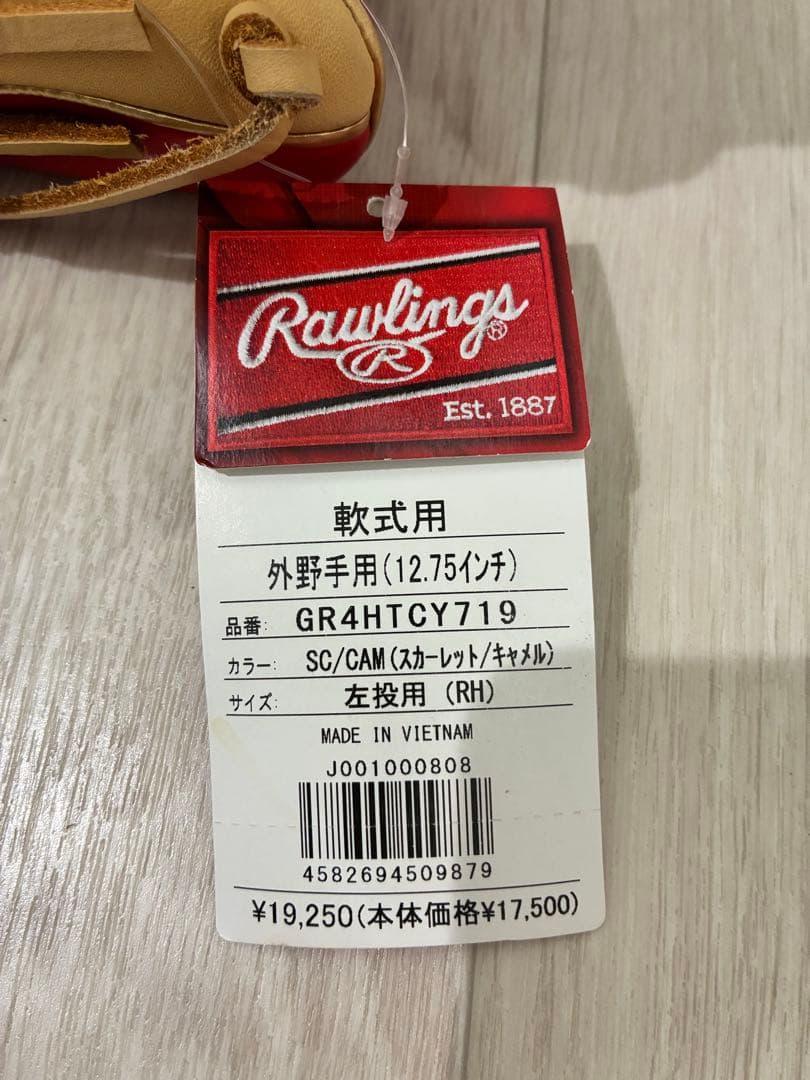 Rawlings®
R
Est. 1887
軟式用
外野手用(12.75インチ)
品番: GR4HTCY719
カラー: SC/CAM(スカーレット/キャメル)
サイズ: 左投用 (RH)
MADE IN VIETNAM
J001000808
4582694509879
¥19,250(本体価格¥17,500)